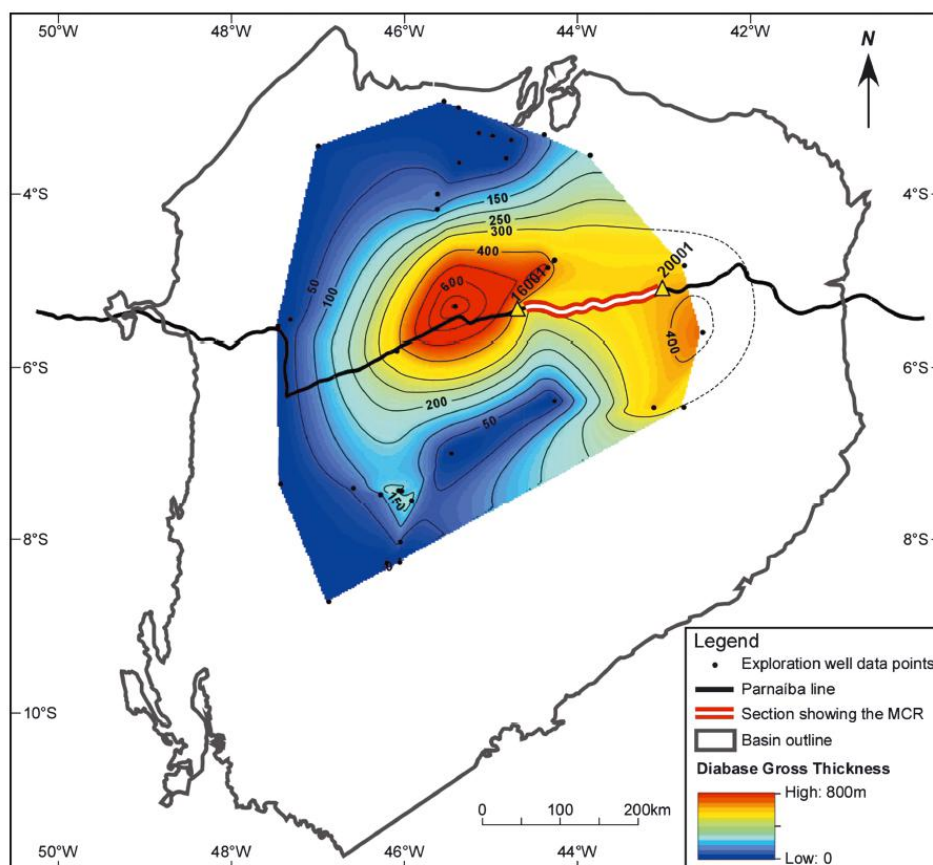 50°W 48°W 46°W 44°W 42°W
N
4°S 4°S
150
250
300
50
100
400
600
16001
20001
400
6°S 6°S
200
50
150
8°S 8°S
0
Legend
Exploration well data points
Parnaíba line
10°S
Section showing the MCR
Basin outline
Diabase Gross Thickness
High: 800m
Low: 0
0 100 200km
50°W 48°W 46°W 44°W